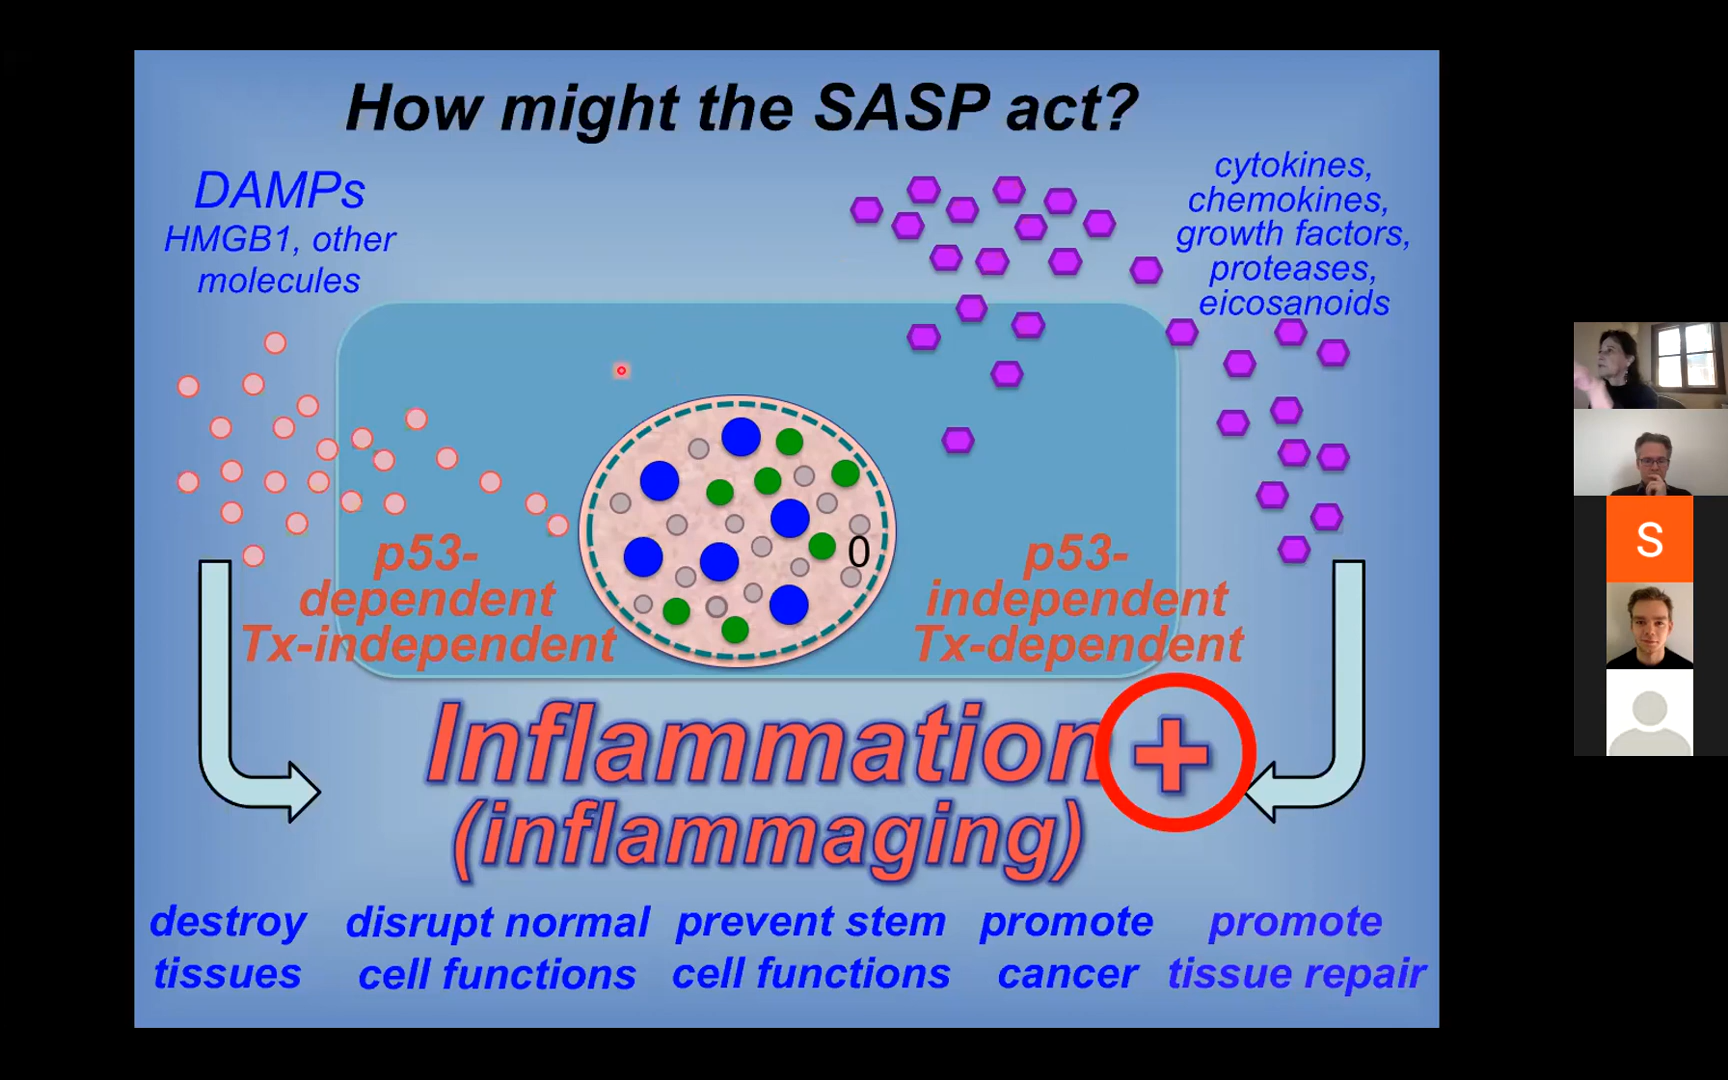 How might the SASP act?
DAMPs
HMGB1, other
molecules
cytokines,
chemokines,
growth factors,
proteases,
eicosanoids
p53-
dependent
Tx-independent
0
p53-
independent
Tx-dependent
Inflammation +
(inflammaging)
destroy
tissues
disrupt normal
cell functions
prevent stem
cell functions
promote
cancer
promote
tissue repair
S